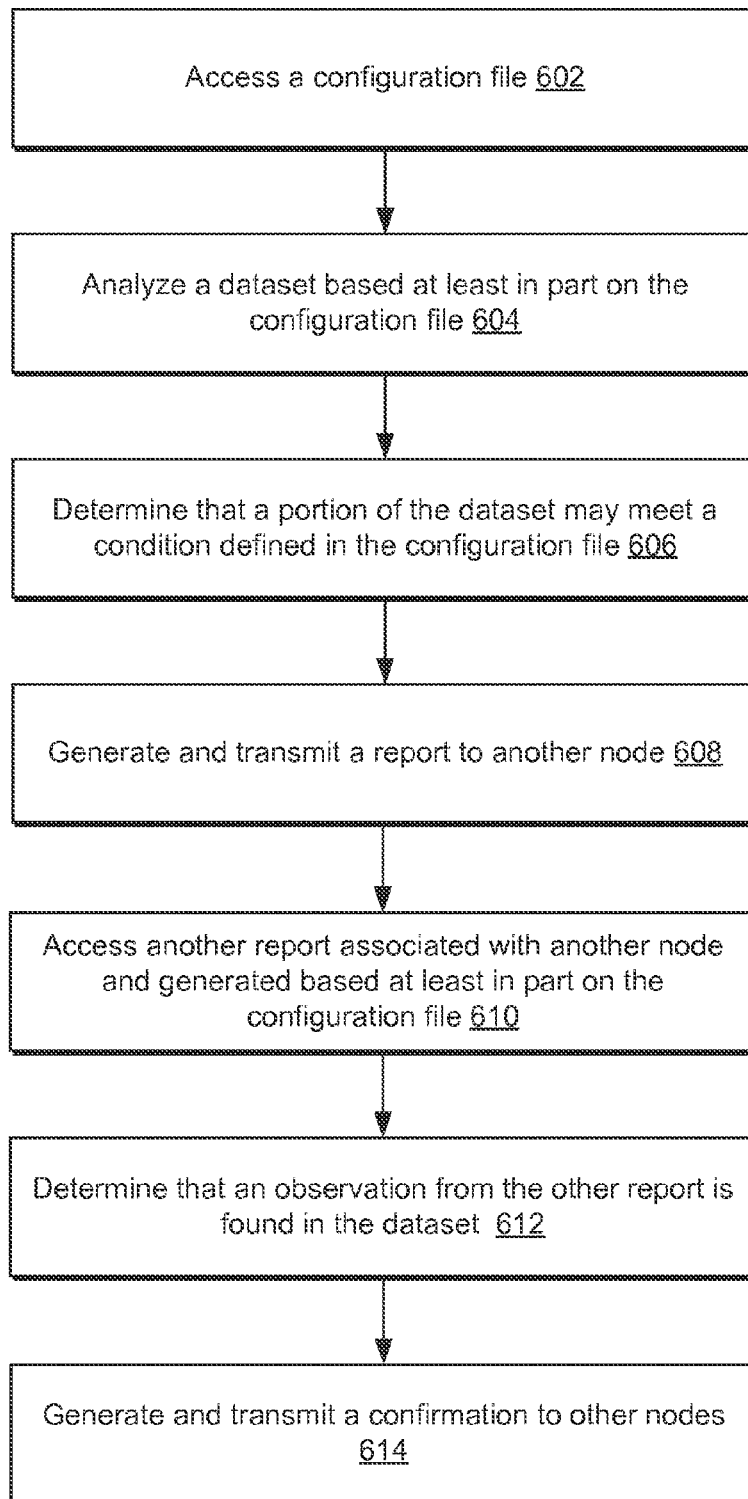 Access a configuration file 602
Analyze a dataset based at least in part on the
configuration file 604
Determine that a portion of the dataset may meet a
condition defined in the configuration file 606
Generate and transmit a report to another node 608
Access another report associated with another node
and generated based at least in part on the
configuration file 610
Determine that an observation from the other report is
found in the dataset 612
Generate and transmit a confirmation to other nodes
614